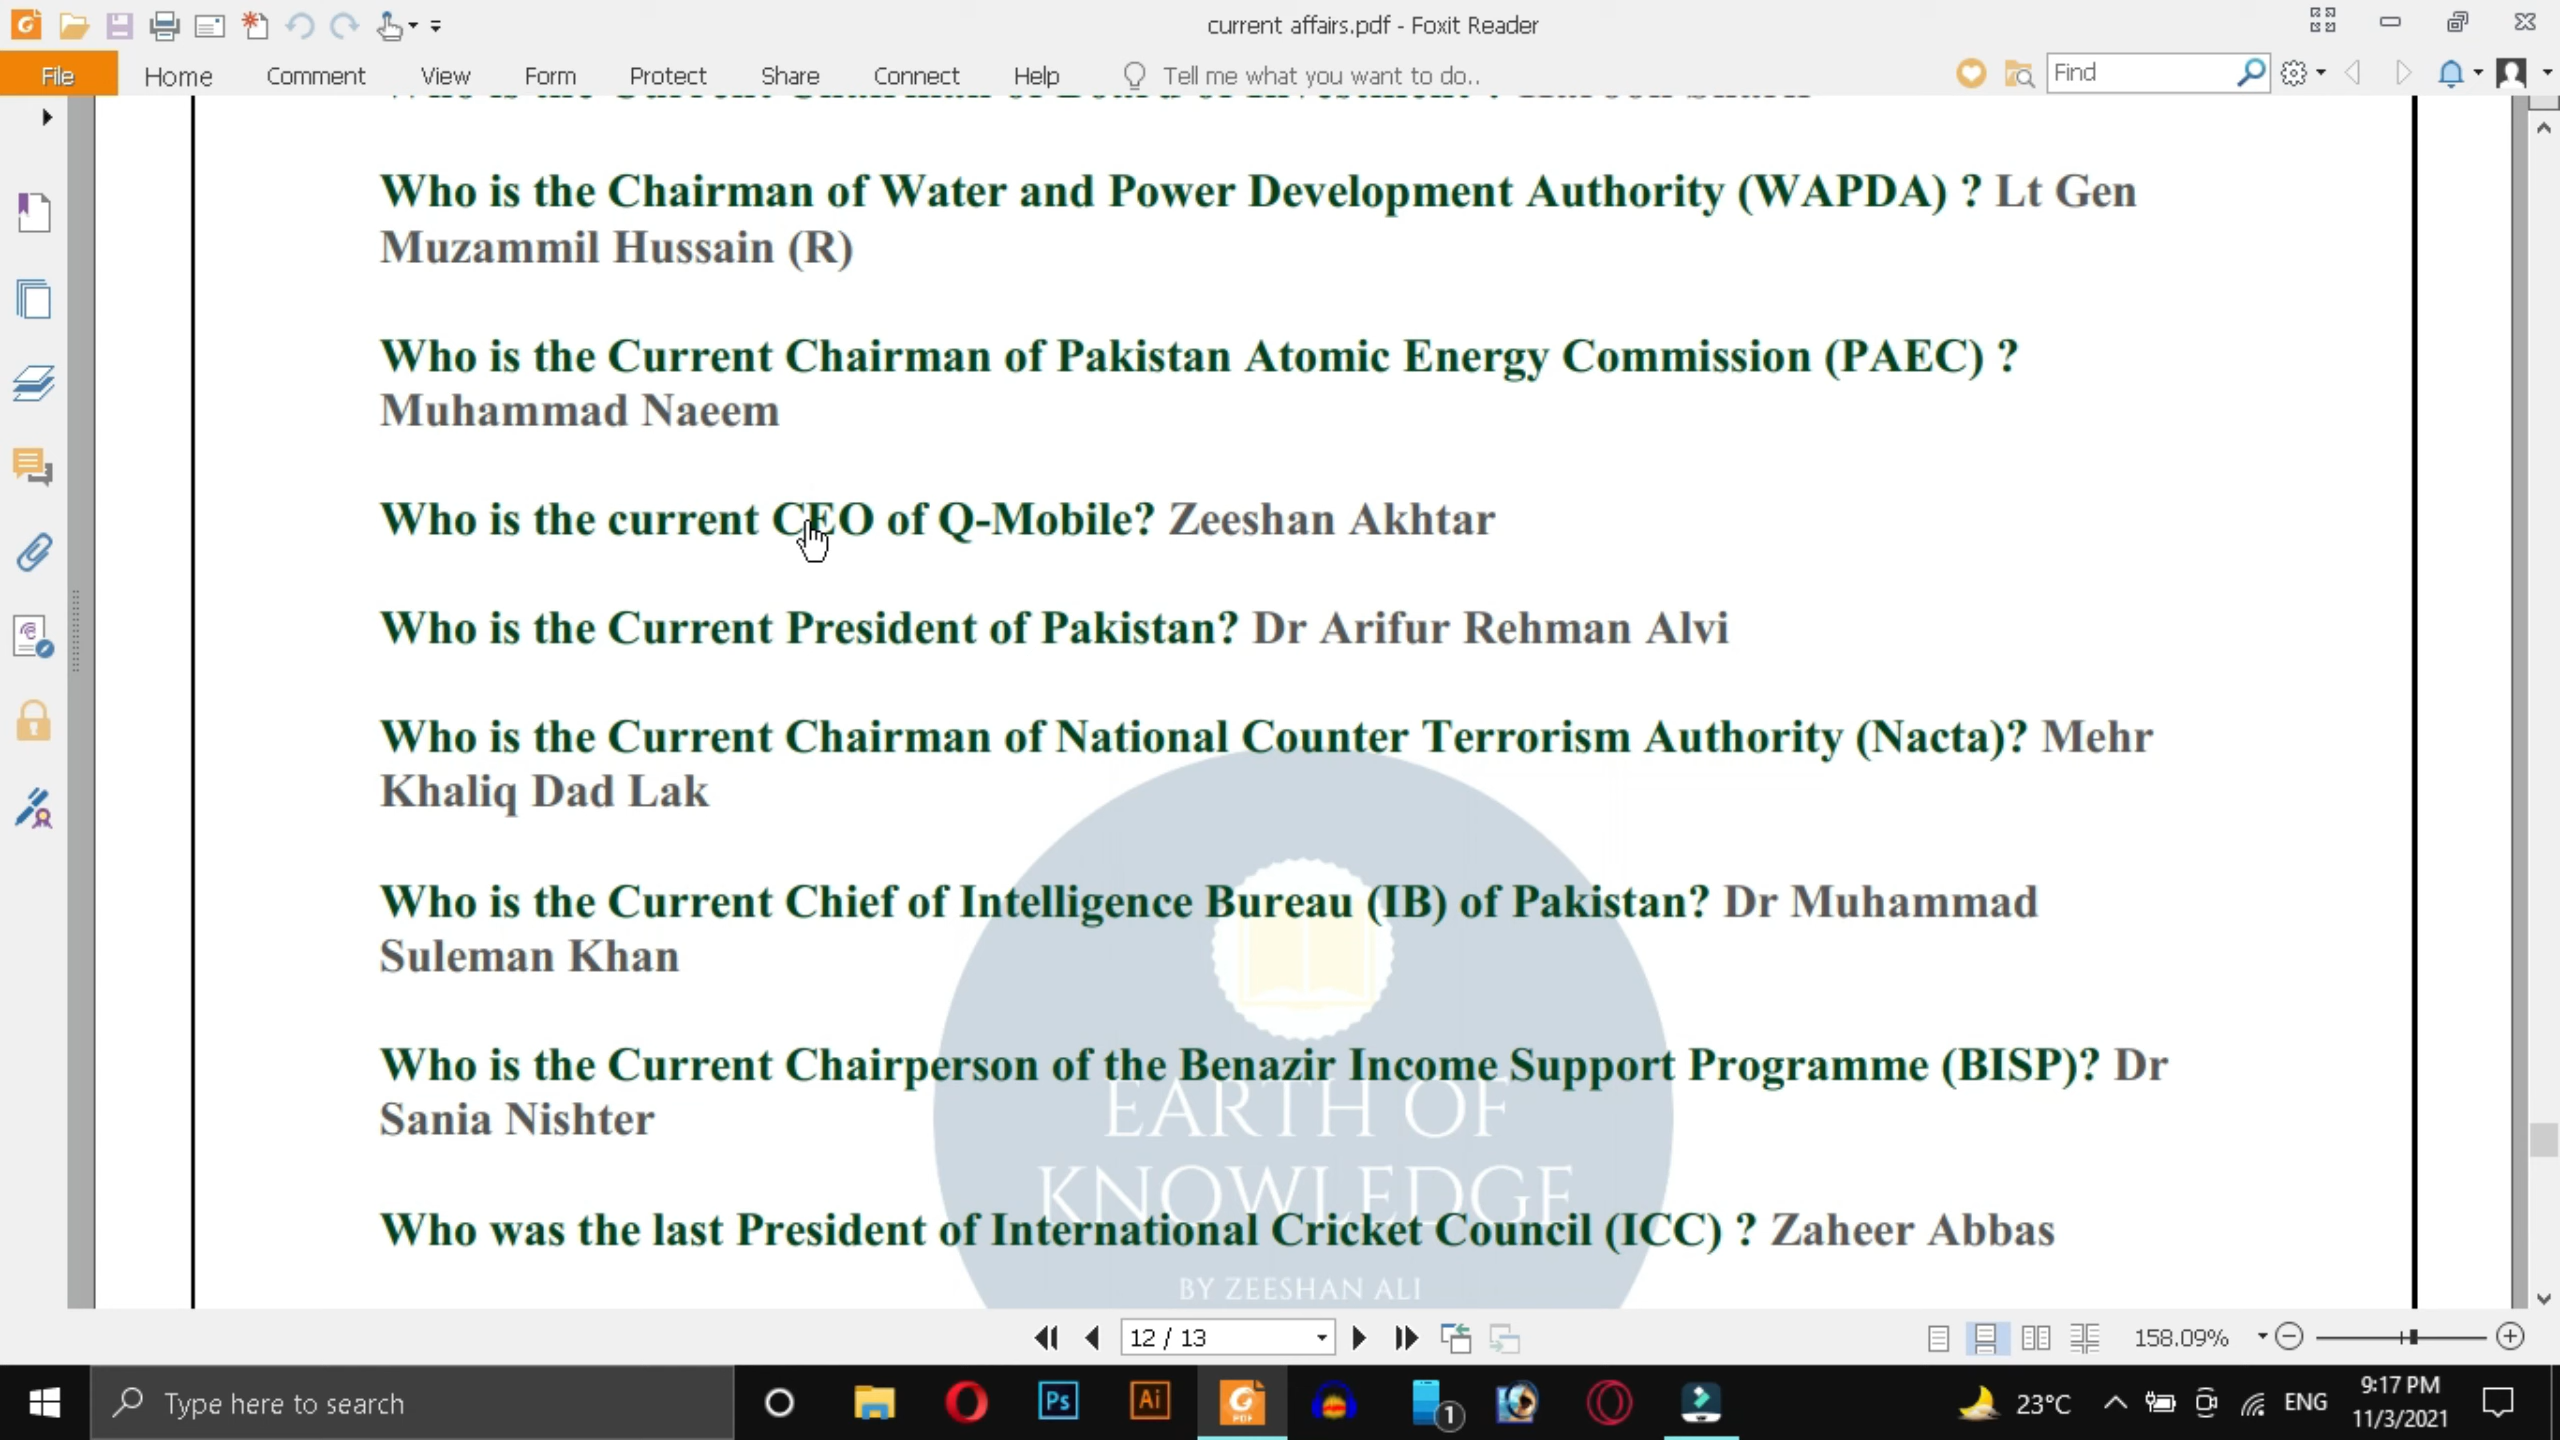 current affairs.pdf - Foxit Reader
File Home Comment View Form Protect Share Connect Help Tell me what you want to do.. Find
Who is the Chairman of Water and Power Development Authority (WAPDA) ? Lt Gen
Muzammil Hussain (R)
Who is the Current Chairman of Pakistan Atomic Energy Commission (PAEC) ?
Muhammad Naeem
Who is the current CEO of Q-Mobile? Zeeshan Akhtar
Who is the Current President of Pakistan? Dr Arifur Rehman Alvi
Who is the Current Chairman of National Counter Terrorism Authority (Nacta)? Mehr
Khaliq Dad Lak
Who is the Current Chief of Intelligence Bureau (IB) of Pakistan? Dr Muhammad
Suleman Khan
Who is the Current Chairperson of the Benazir Income Support Programme (BISP)? Dr
Sania Nishter
EARTH OF
KNOWLEDGE
Who was the last President of International Cricket Council (ICC) ? Zaheer Abbas
BY ZEESHAN ALI
12 / 13
158.09%
Type here to search
Ps
Ai
PDF
1
23°C
ENG
9:17 PM
11/3/2021